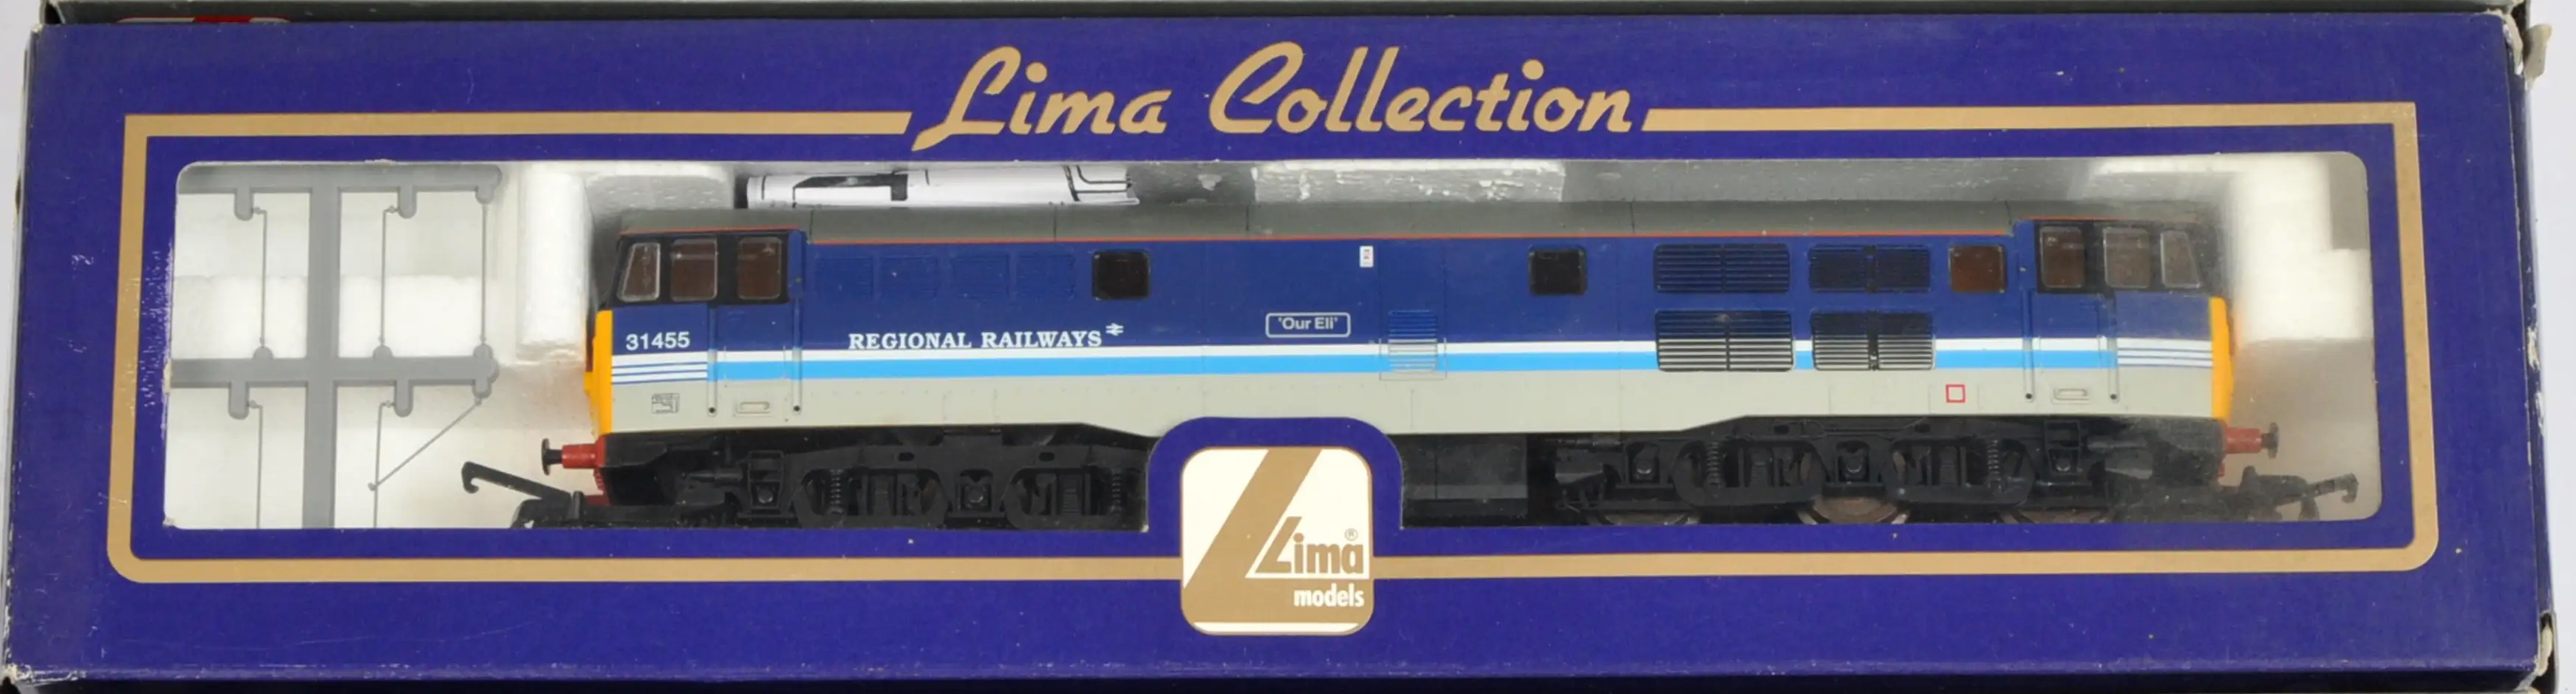 Lima Collection
'Our Eli'
31455
REGIONAL RAILWAYS
Lima®
models